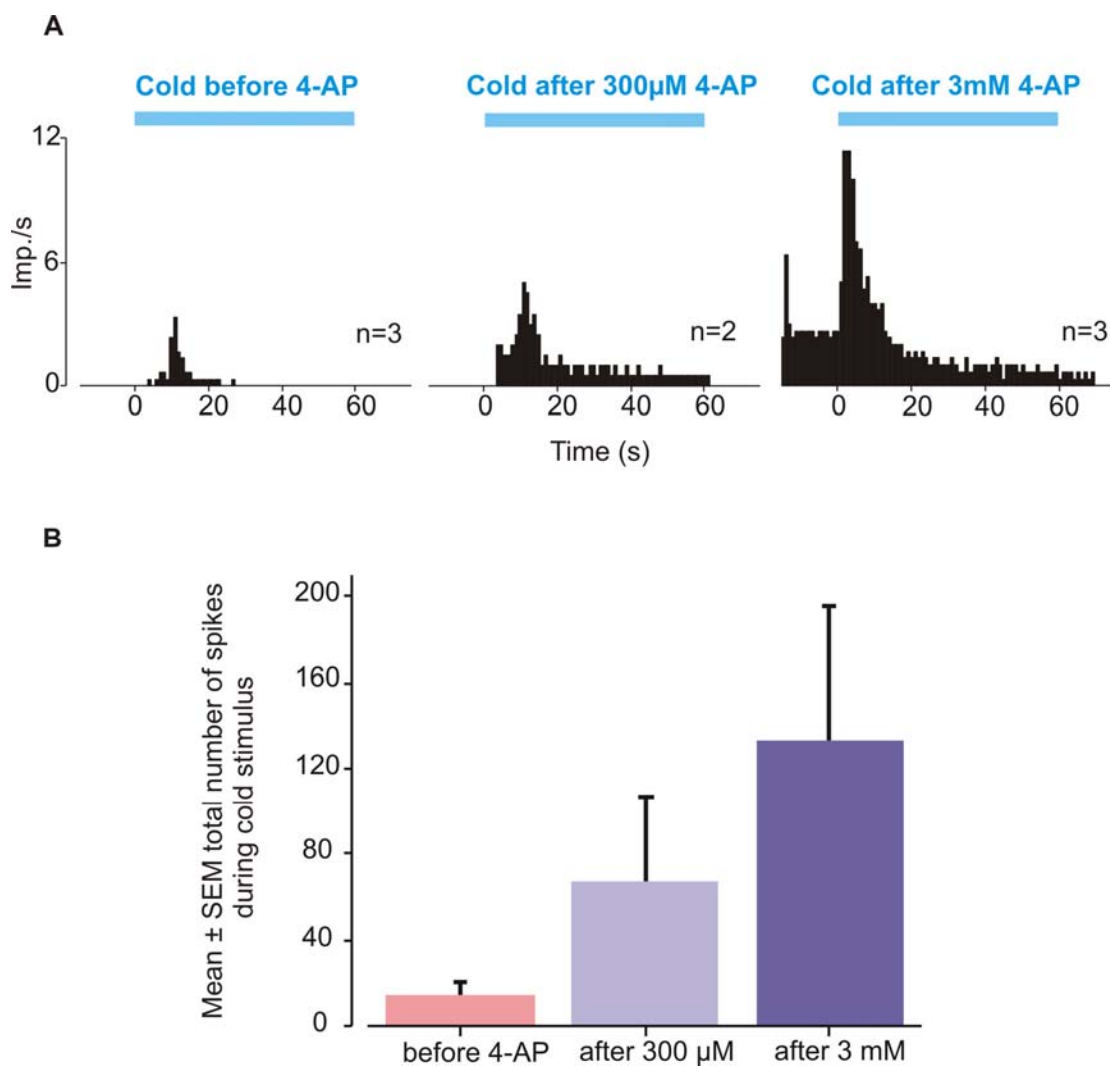 A
Cold before 4-AP
Cold after 300µM 4-AP
Cold after 3mM 4-AP
12
6
0
Imp./s
n=3
n=2
n=3
0 20 40 60
0 20 40 60
0 20 40 60
Time (s)
B
Mean ± SEM total number of spikes
during cold stimulus
200
160
120
80
40
0
before 4-AP
after 300 µM
after 3 mM